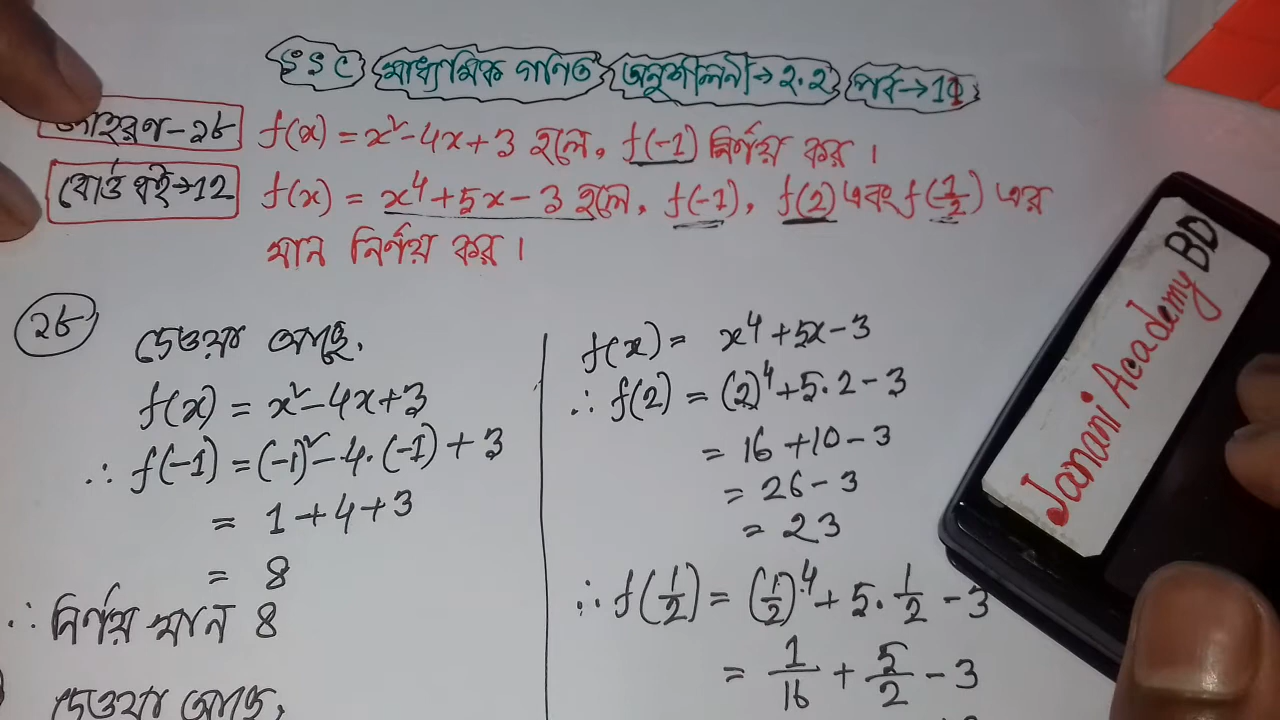 SSC মাধ্যমিক গনিত অনুশীলনী→২.২ পর্ব→11
উদাহরণ-২৮ f(x) = x² - 4x + 3 হলে, f(-1) নির্ণয় কর।
বোর্ড বই→12 f(x) = x⁴ + 5x - 3 হলে, f(-1), f(2) এবং f(1/2) এর
মান নির্ণয় কর।
২৮ দেওয়া আছে,
f(x) = x² - 4x + 3
∴ f(-1) = (-1)² - 4·(-1) + 3
= 1 + 4 + 3
= 8
∴ নির্ণয় মান 8
দেওয়া আছে,
f(x) = x⁴ + 5x - 3
∴ f(2) = (2)⁴ + 5·2 - 3
= 16 + 10 - 3
= 26 - 3
= 23
∴ f(1/2) = (1/2)⁴ + 5·1/2 - 3
= 1/16 + 5/2 - 3
Janani Academy BD